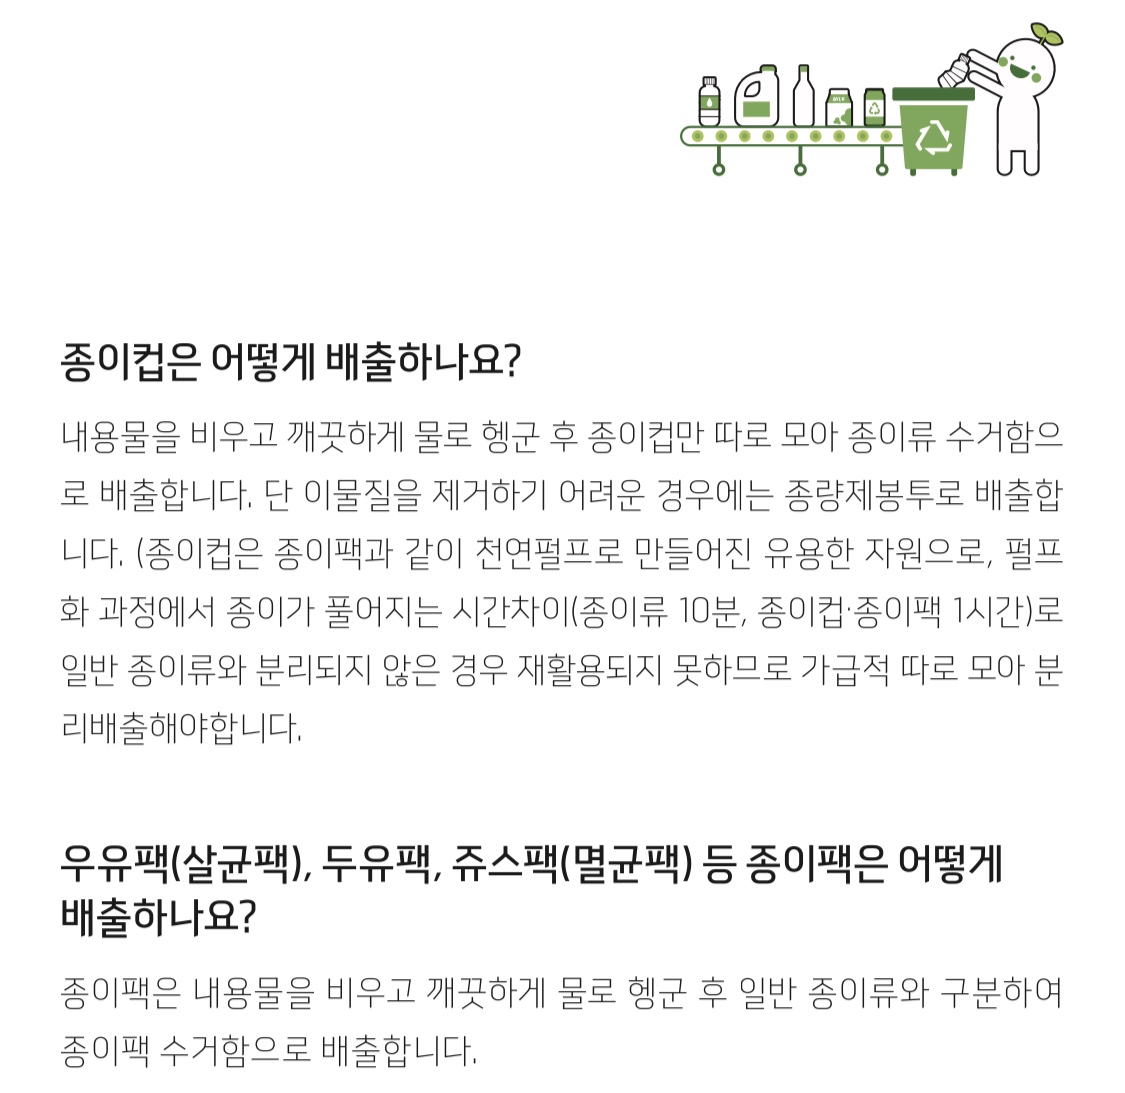 종이컵은 어떻게 배출하나요?
내용물을 비우고 깨끗하게 물로 헹군 후 종이컵만 따로 모아 종이류 수거함으
로 배출합니다. 단 이물질을 제거하기 어려운 경우에는 종량제봉투로 배출합
니다. (종이컵은 종이팩과 같이 천연펄프로 만들어진 유용한 자원으로, 펄프
화 과정에서 종이가 풀어지는 시간차이(종이류 10분, 종이컵·종이팩 1시간)로
일반 종이류와 분리되지 않은 경우 재활용되지 못하므로 가급적 따로 모아 분
리배출해야합니다.
우유팩(살균팩), 두유팩, 쥬스팩(멸균팩) 등 종이팩은 어떻게
배출하나요?
종이팩은 내용물을 비우고 깨끗하게 물로 헹군 후 일반 종이류와 구분하여
종이팩 수거함으로 배출합니다.